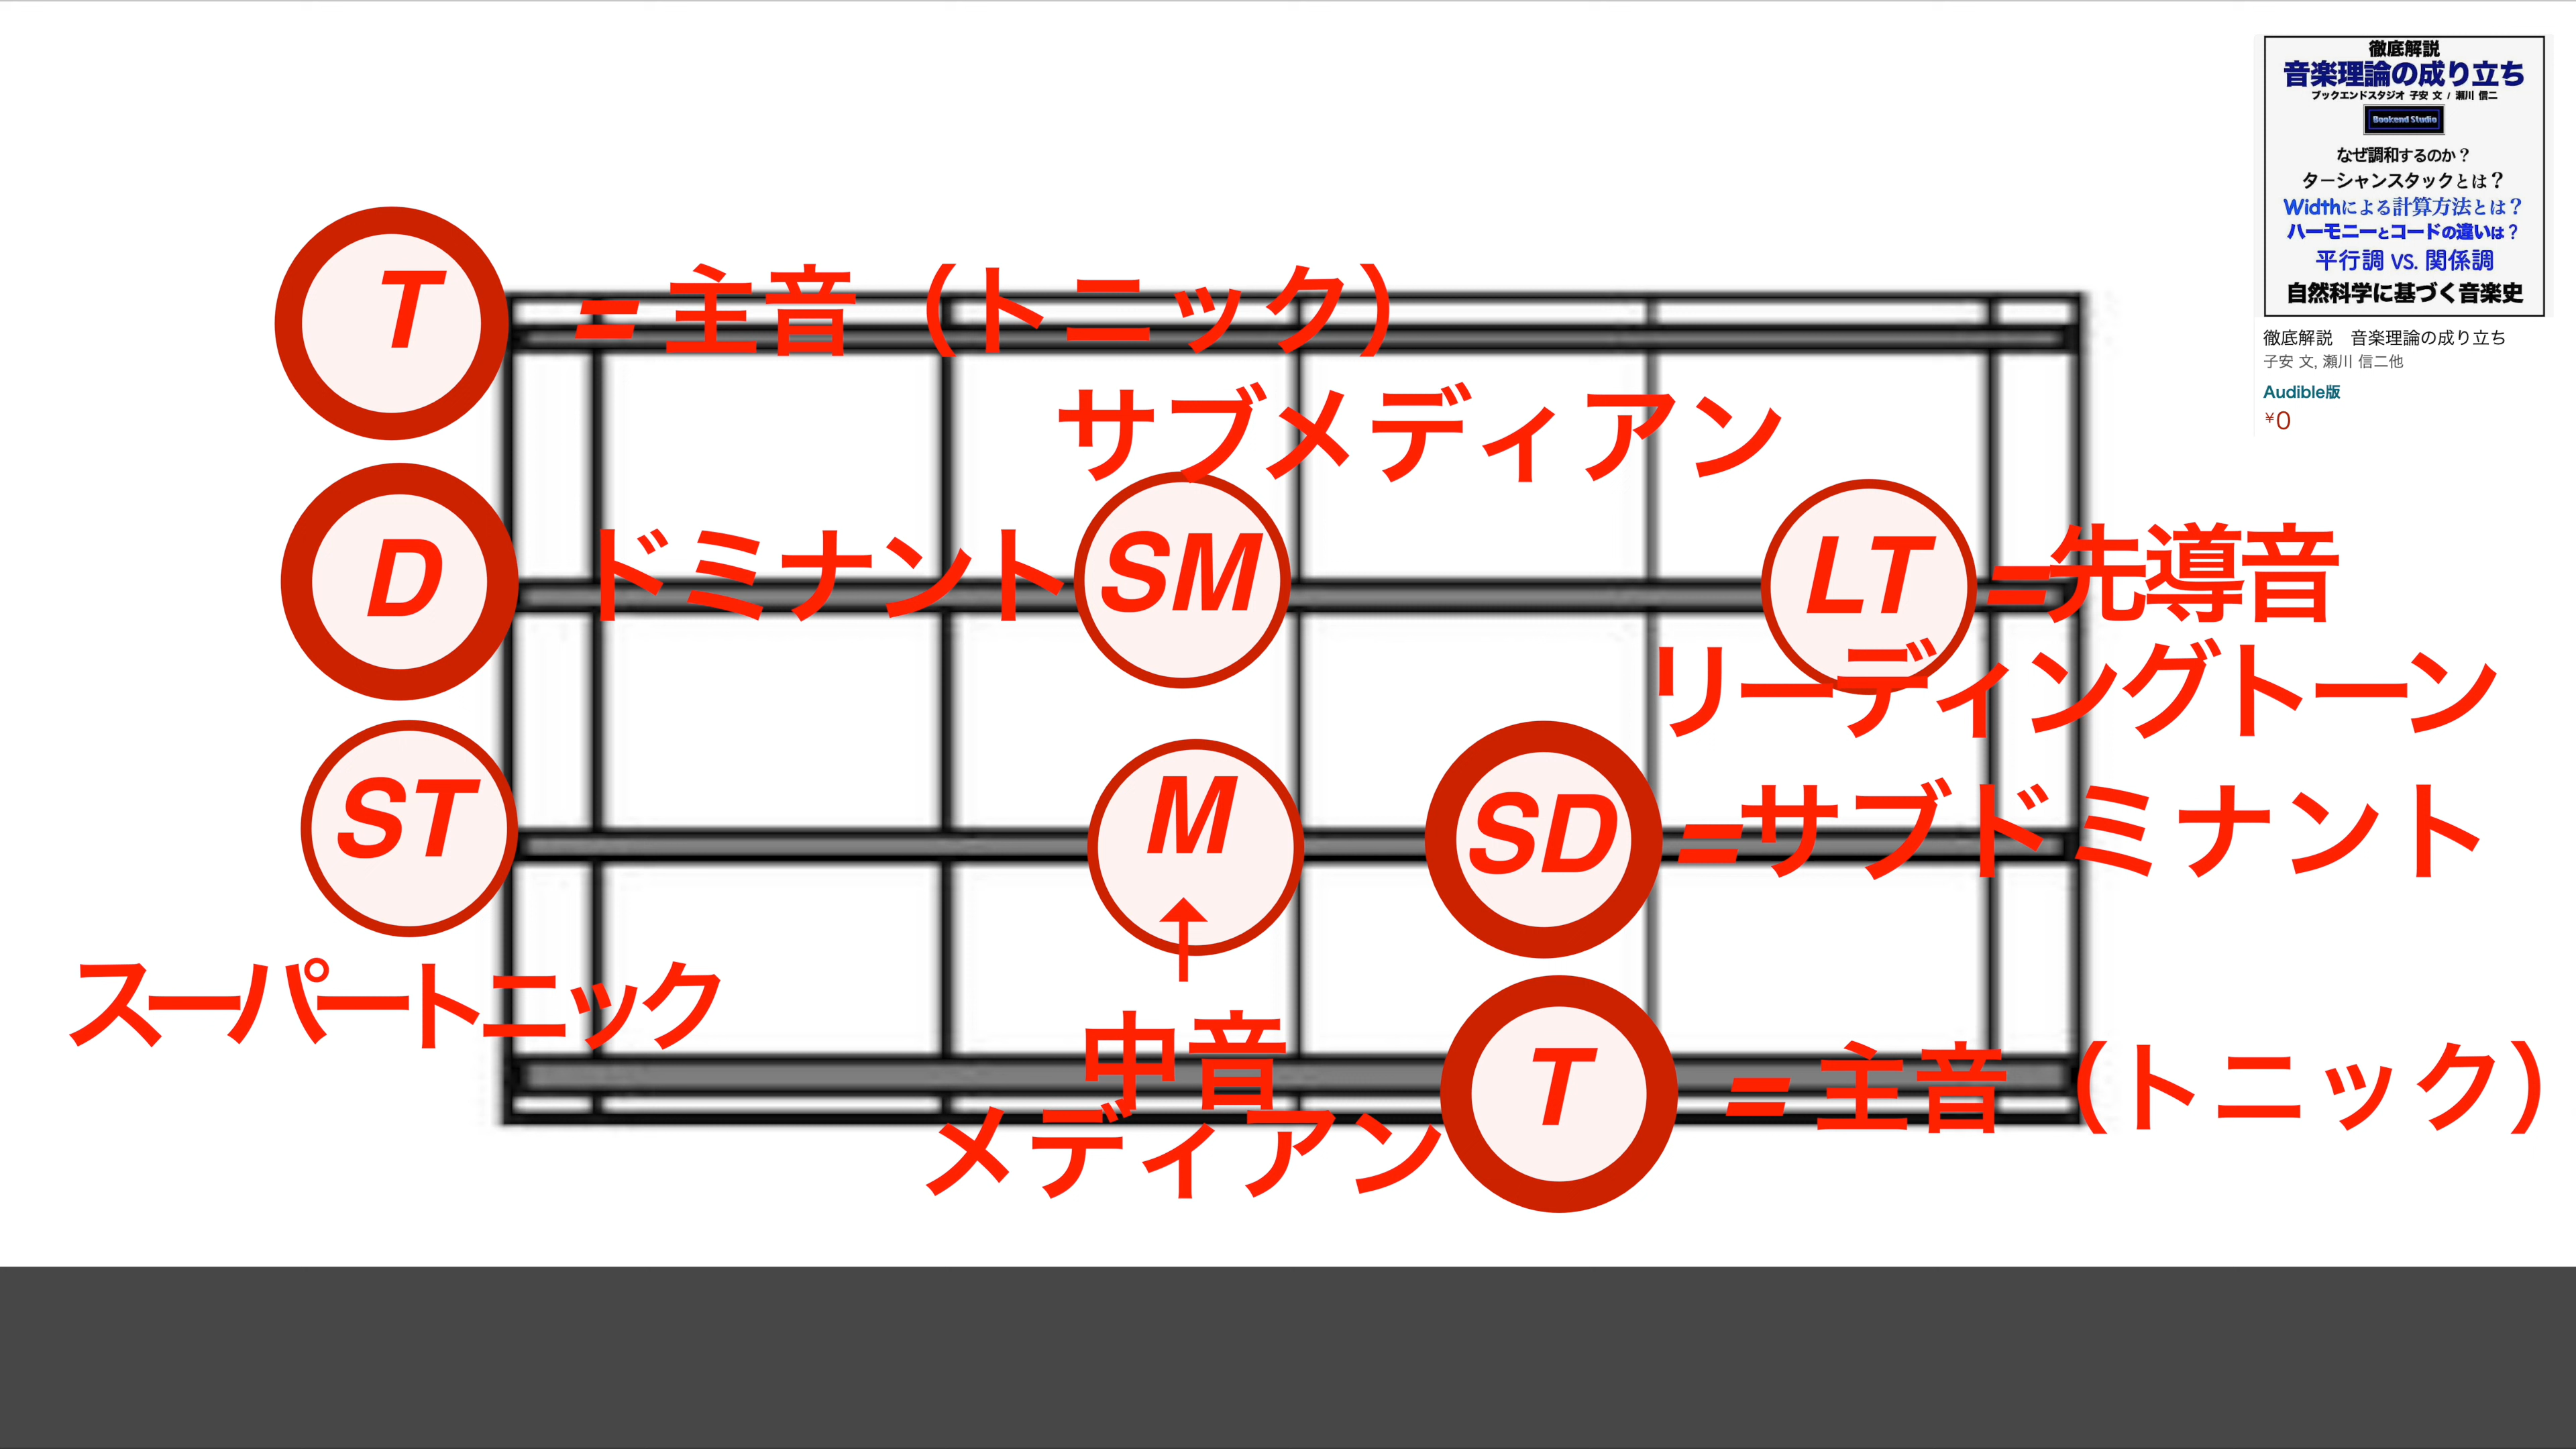 徹底解説
音楽理論の成り立ち
ブックエンドスタジオ 子安 文 / 瀬川 信二
Bookend Studio
なぜ調和するのか？
ターシャンスタックとは？
Widthによる計算方法とは？
ハーモニーとコードの違いは？
平行調 vs. 関係調
自然科学に基づく音楽史
徹底解説　音楽理論の成り立ち
子安 文, 瀬川 信二他
Audible版
¥0
T = 主音（トニック）
サブメディアン
D ドミナント SM LT =先導音
リーディングトーン
ST M SD =サブドミナント
スーパートニック
中音
メディアン
T = 主音（トニック）